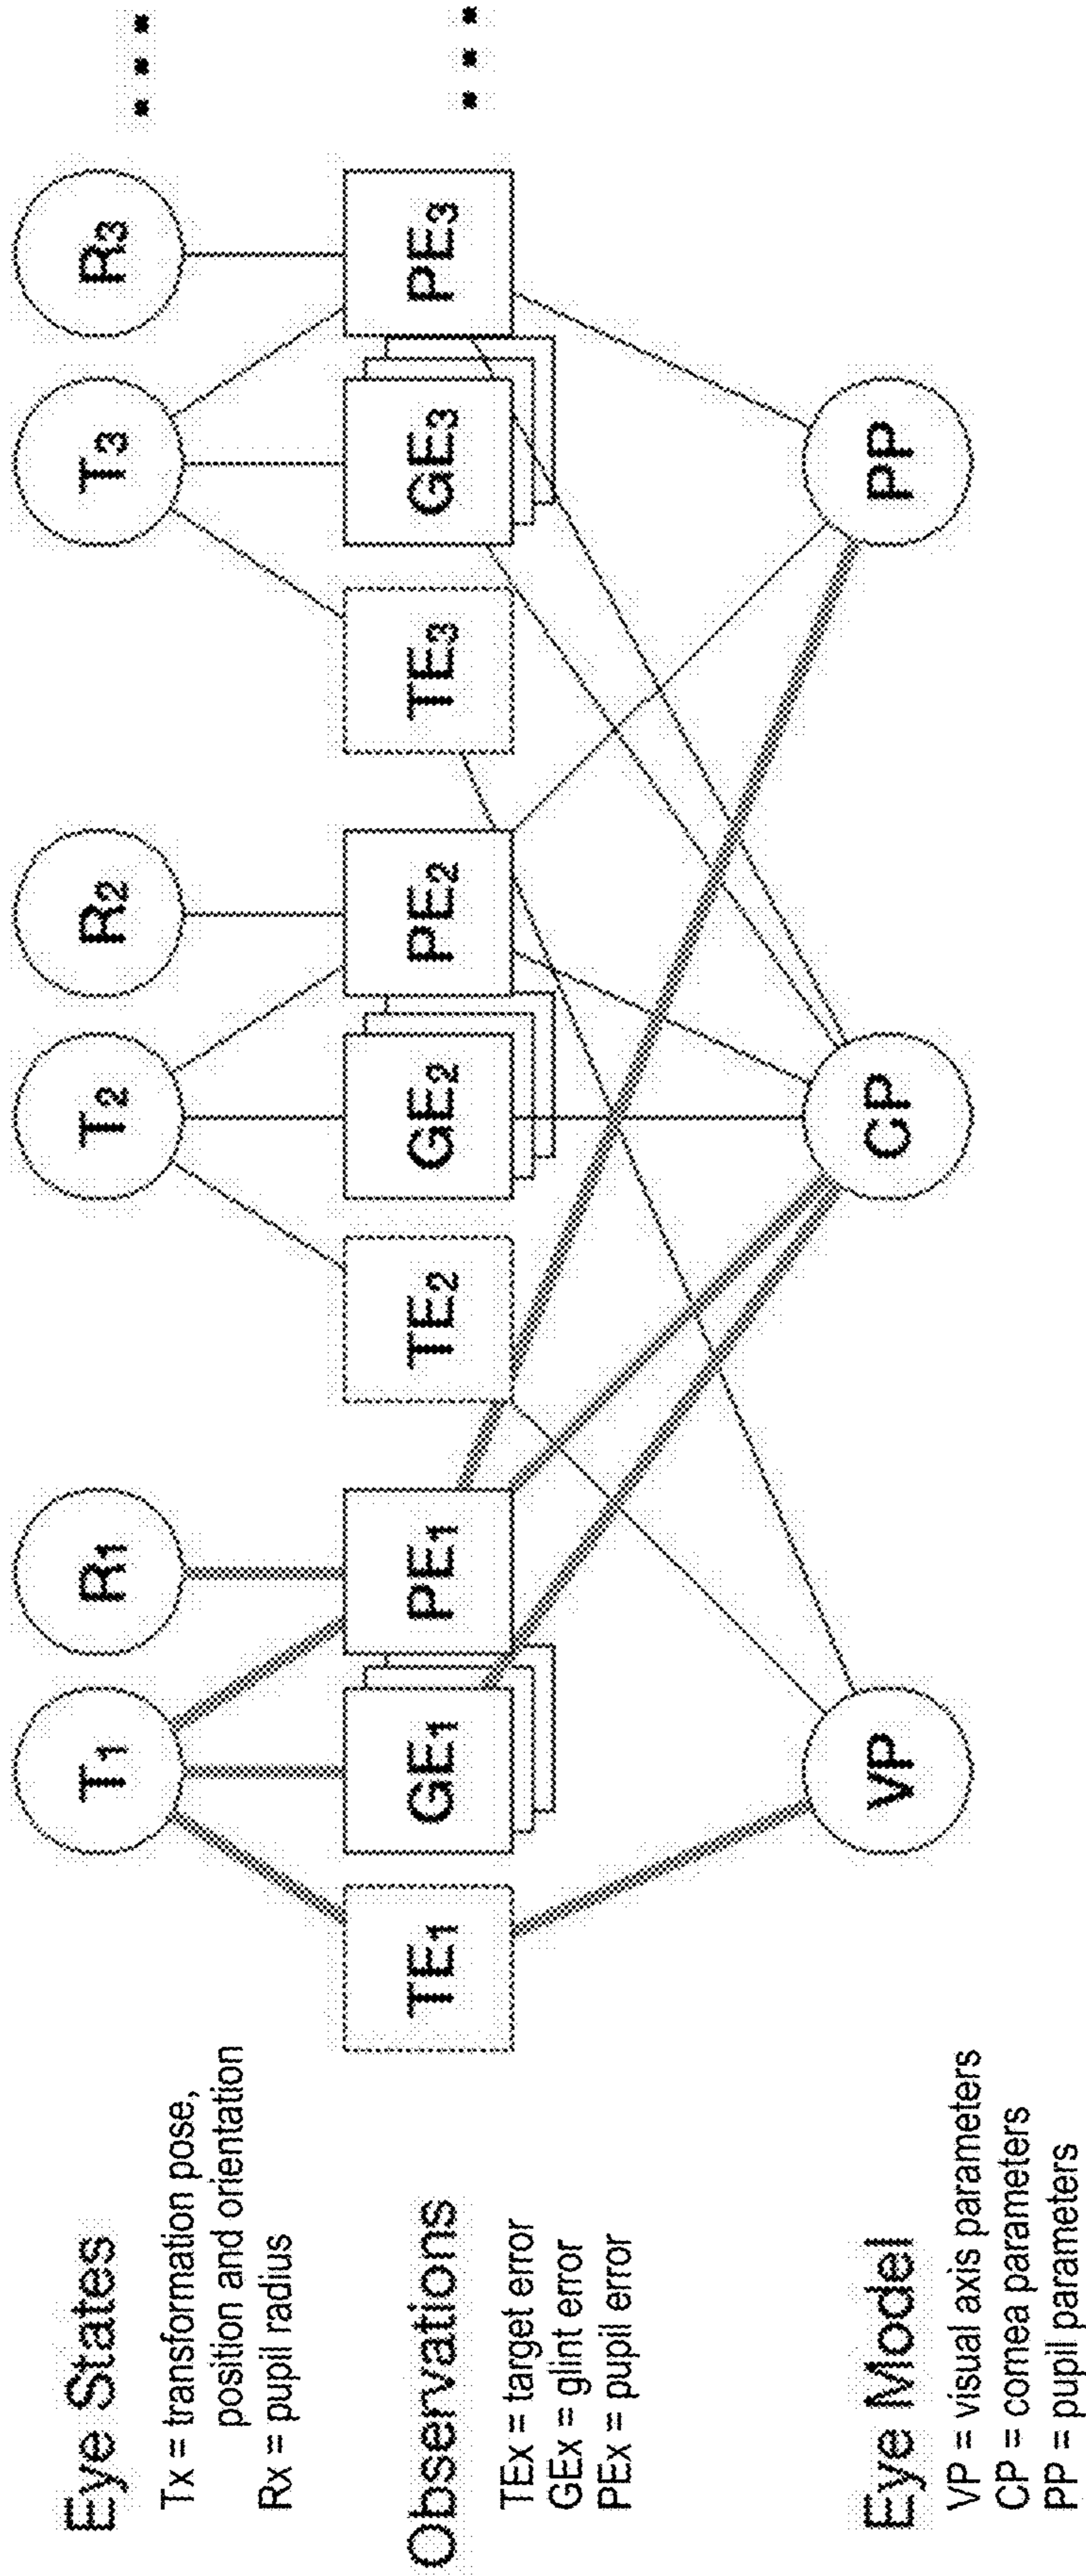 Eye States
Tx = transformation pose,
position and orientation
Rx = pupil radius
T1 R1 T2 R2 T3 R3
Observations
TEx = target error
GEx = glint error
PEx = pupil error
TE1 GE1 PE1 TE2 GE2 PE2 TE3 GE3 PE3
Eye Model
VP = visual axis parameters
CP = cornea parameters
PP = pupil parameters
VP CP PP